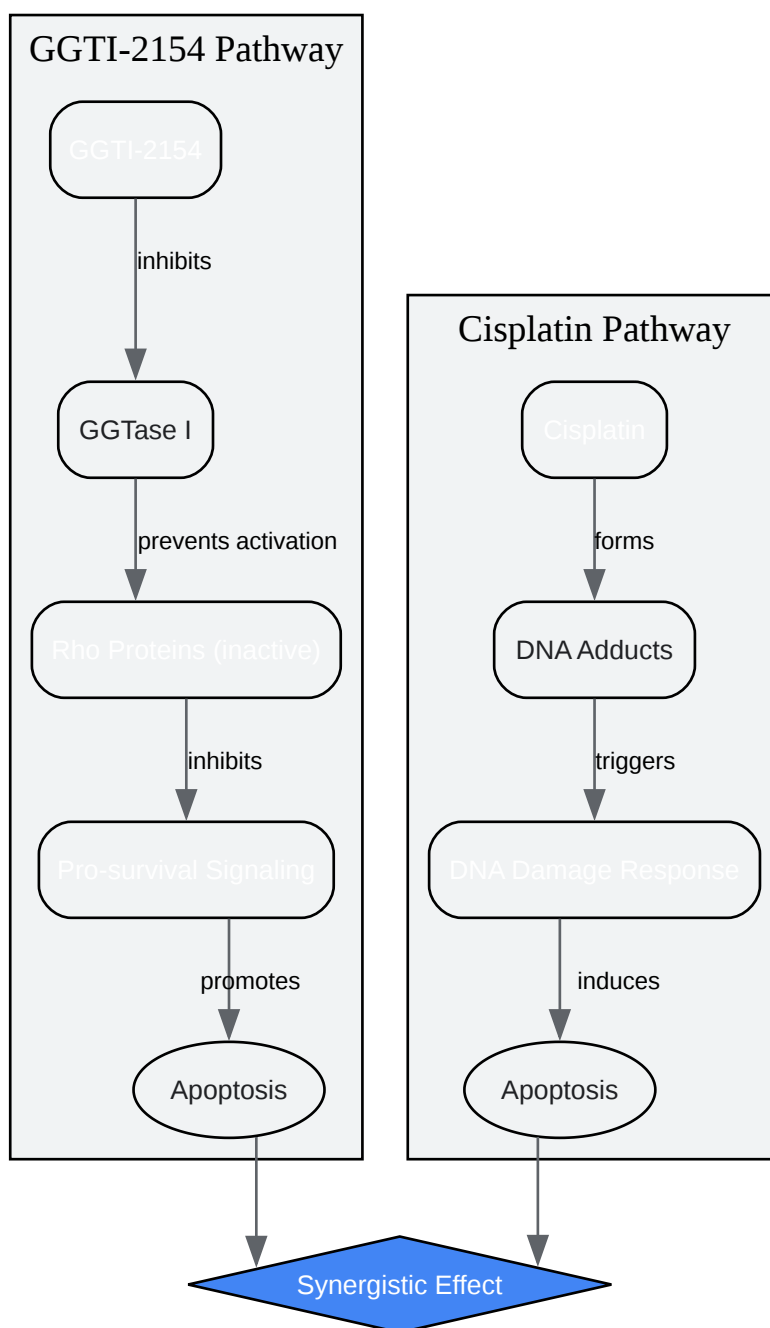 GGTI-2154 Pathway
GGTI-2154
inhibits
GGTase I
prevents activation
Rho Proteins (inactive)
inhibits
Pro-survival Signaling
promotes
Apoptosis
Cisplatin Pathway
Cisplatin
forms
DNA Adducts
triggers
DNA Damage Response
induces
Apoptosis
Synergistic Effect